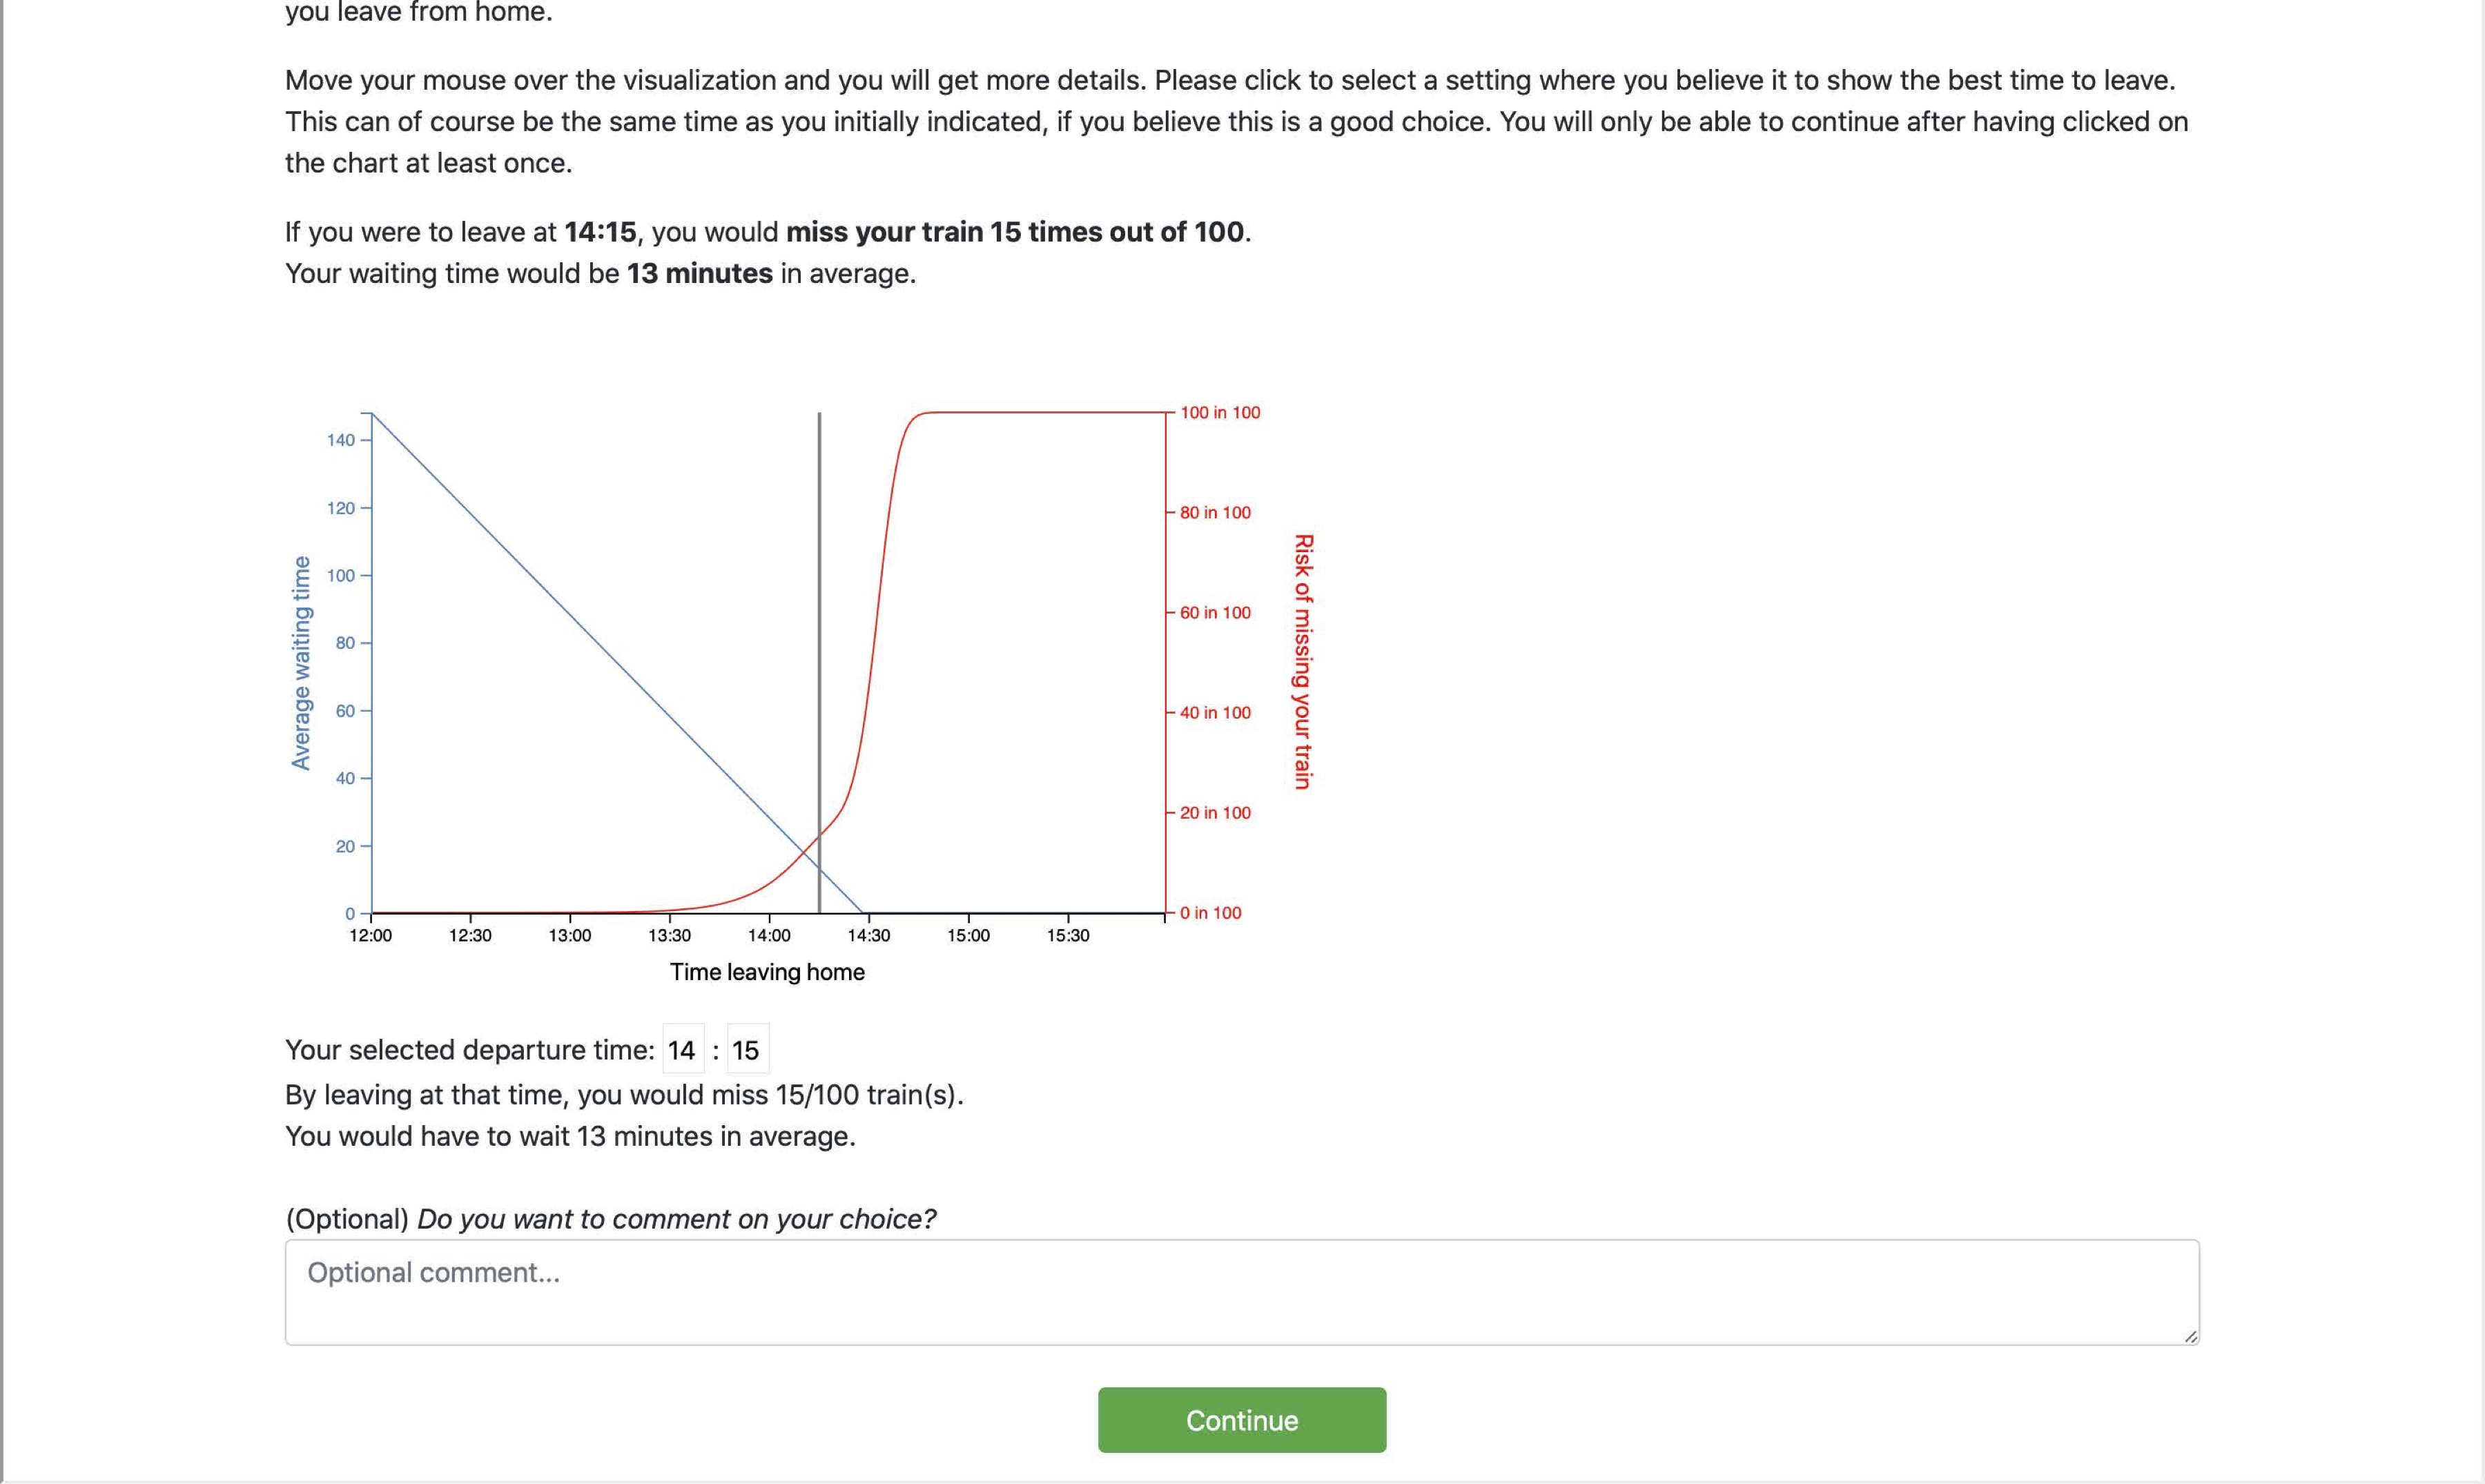 you leave from home.
Move your mouse over the visualization and you will get more details. Please click to select a setting where you believe it to show the best time to leave.
This can of course be the same time as you initially indicated, if you believe this is a good choice. You will only be able to continue after having clicked on
the chart at least once.
If you were to leave at 14:15, you would miss your train 15 times out of 100.
Your waiting time would be 13 minutes in average.
Average waiting time
140
120
100
80
60
40
20
0
100 in 100
80 in 100
60 in 100
40 in 100
20 in 100
0 in 100
Risk of missing your train
12:00 12:30 13:00 13:30 14:00 14:30 15:00 15:30
Time leaving home
Your selected departure time: 14 : 15
By leaving at that time, you would miss 15/100 train(s).
You would have to wait 13 minutes in average.
(Optional) Do you want to comment on your choice?
Optional comment...
Continue